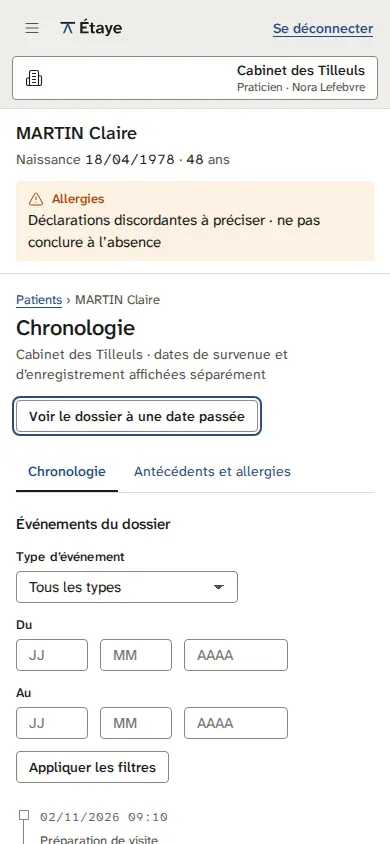 Étaye
Se déconnecter
Cabinet des Tilleuls
Praticien · Nora Lefebvre
MARTIN Claire
Naissance 18/04/1978 · 48 ans
Allergies
Déclarations discordantes à préciser · ne pas
conclure à l’absence
Patients › MARTIN Claire
Chronologie
Cabinet des Tilleuls · dates de survenue et
d’enregistrement affichées séparément
Voir le dossier à une date passée
Chronologie
Antécédents et allergies
Événements du dossier
Type d’événement
Tous les types
Du
JJ
MM
AAAA
Au
JJ
MM
AAAA
Appliquer les filtres
02/11/2026 09:10
Préparation de visite